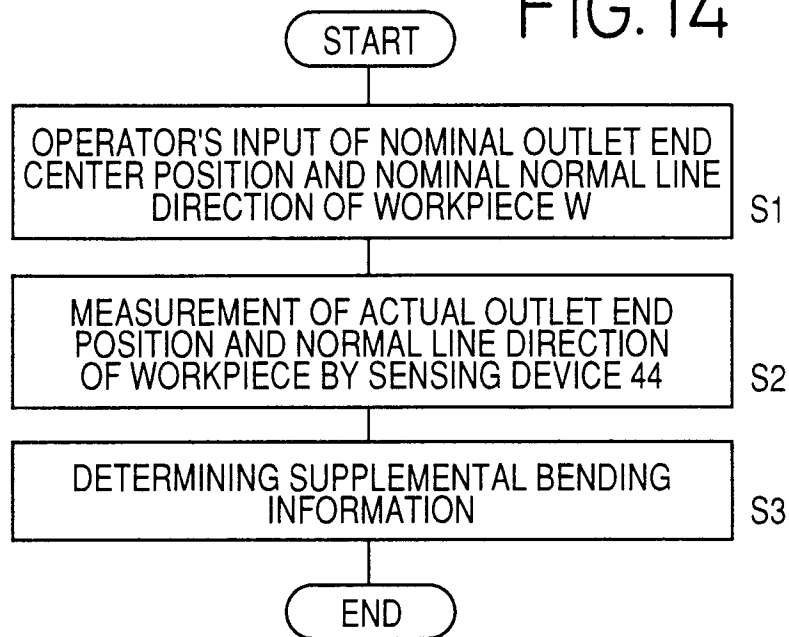 FIG. 14
START
OPERATOR'S INPUT OF NOMINAL OUTLET END
CENTER POSITION AND NOMINAL NORMAL LINE
DIRECTION OF WORKPIECE W
S1
MEASUREMENT OF ACTUAL OUTLET END
POSITION AND NORMAL LINE DIRECTION
OF WORKPIECE BY SENSING DEVICE 44
S2
DETERMINING SUPPLEMENTAL BENDING
INFORMATION
S3
END